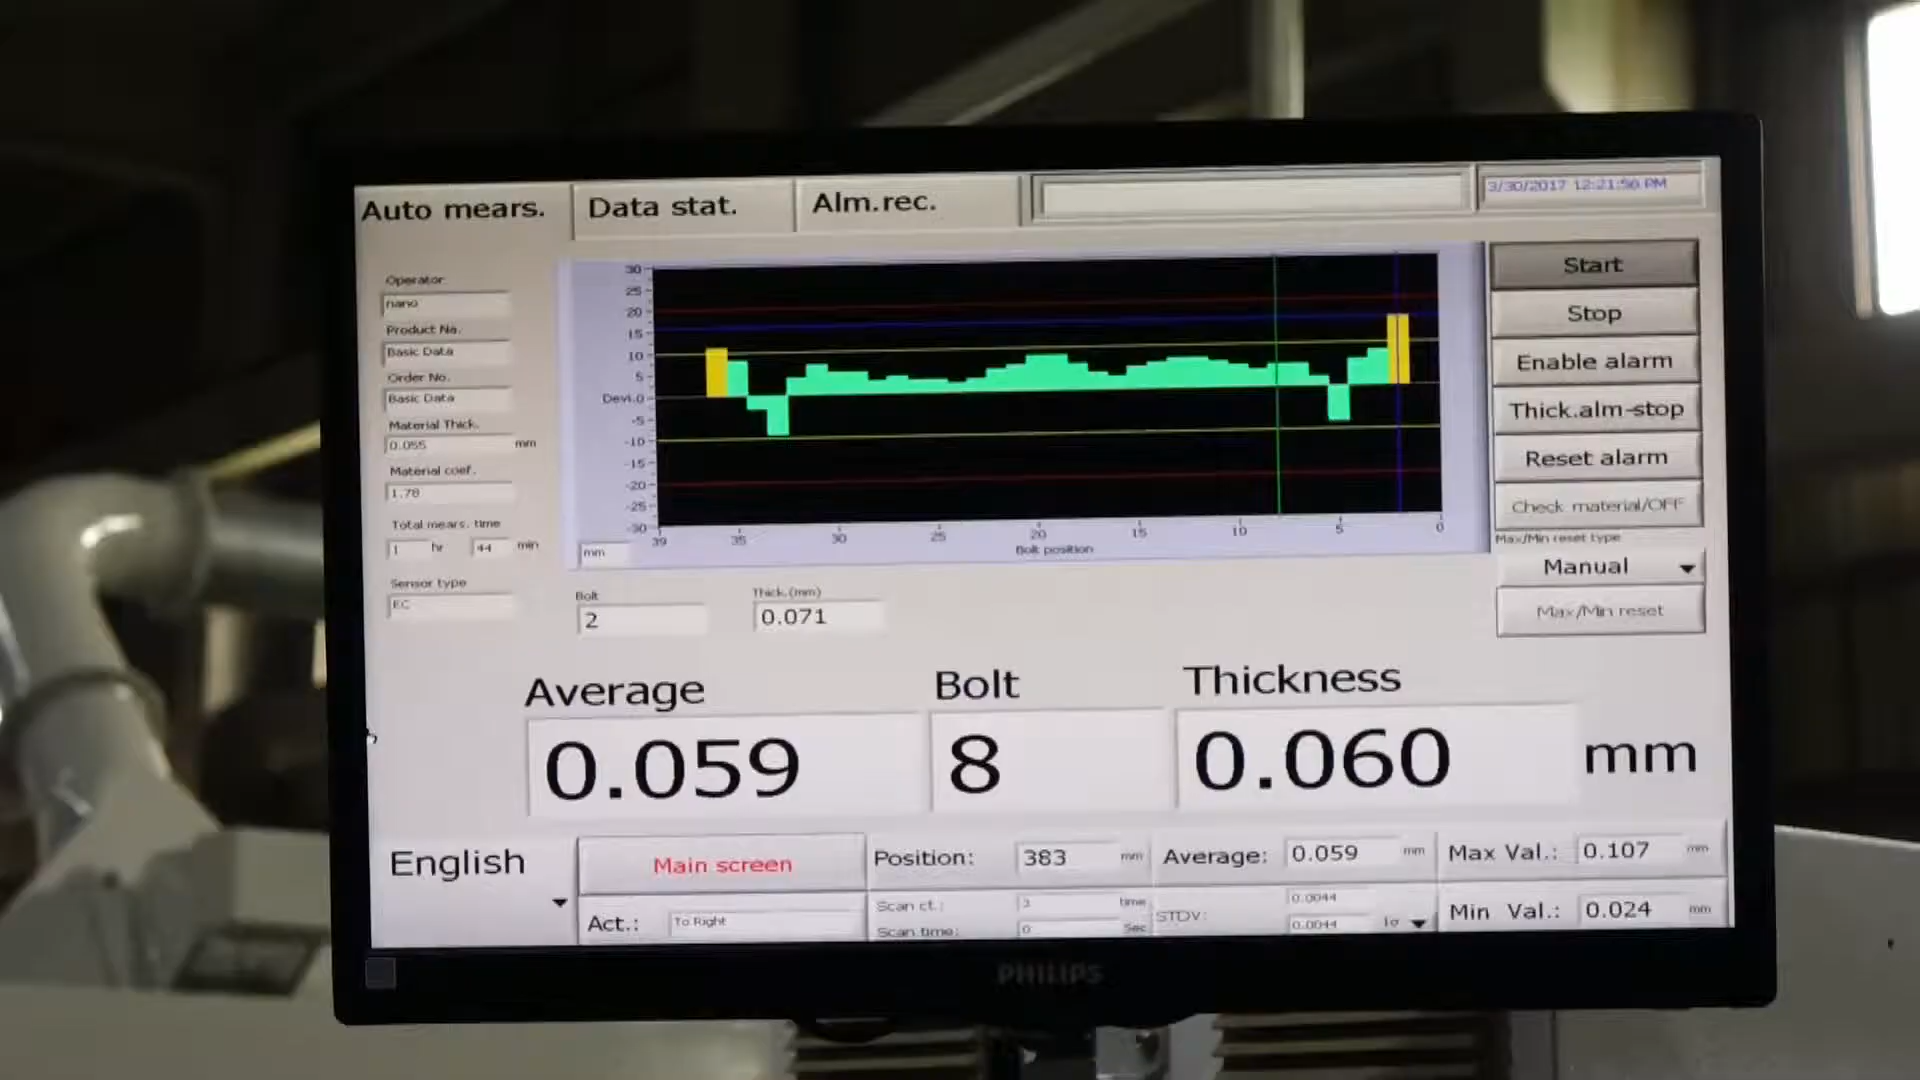 Auto mears. Data stat. Alm.rec. 3/30/2017 12:21:56 PM
Operator
nano
Product Na.
Basic Data
Order No.
Basic Data
Material Thick.
0.055 mm
Material coef.
1.78
Total mears. time
1 hr 44 min
Sensor type
EC
30
25
20
15
10
5
Devi.0
-5
-10
-15
-20
-25
-30
39 35 30 25 20 15 10 5 0
Bolt position
mm
Start
Stop
Enable alarm
Thick.alm-stop
Reset alarm
Check material/OFF
Max/Min reset type
Manual
Max/Min reset
Bolt Thick.(mm)
2 0.071
Average Bolt Thickness
0.059 8 0.060 mm
English Main screen Position: 383 mm Average: 0.059 mm Max Val.: 0.107 mm
Act.: To Right Scan ct.: 3 time STDV: 0.0044 Min Val.: 0.024 mm
Scan time: 0 Sec 0.0044 1σ
PHILIPS